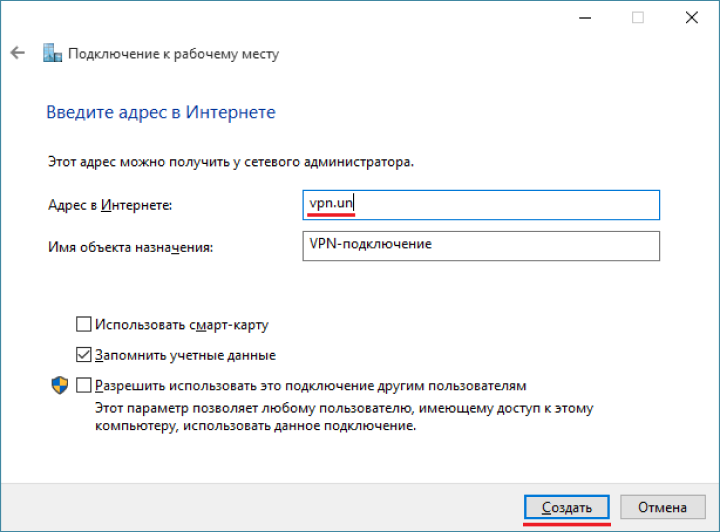 Подключение к рабочему месту
Введите адрес в Интернете
Этот адрес можно получить у сетевого администратора.
Адрес в Интернете: vpn.un
Имя объекта назначения: VPN-подключение
Использовать смарт-карту
Запомнить учетные данные
Разрешить использовать это подключение другим пользователям
Этот параметр позволяет любому пользователю, имеющему доступ к этому
компьютеру, использовать данное подключение.
Создать Отмена